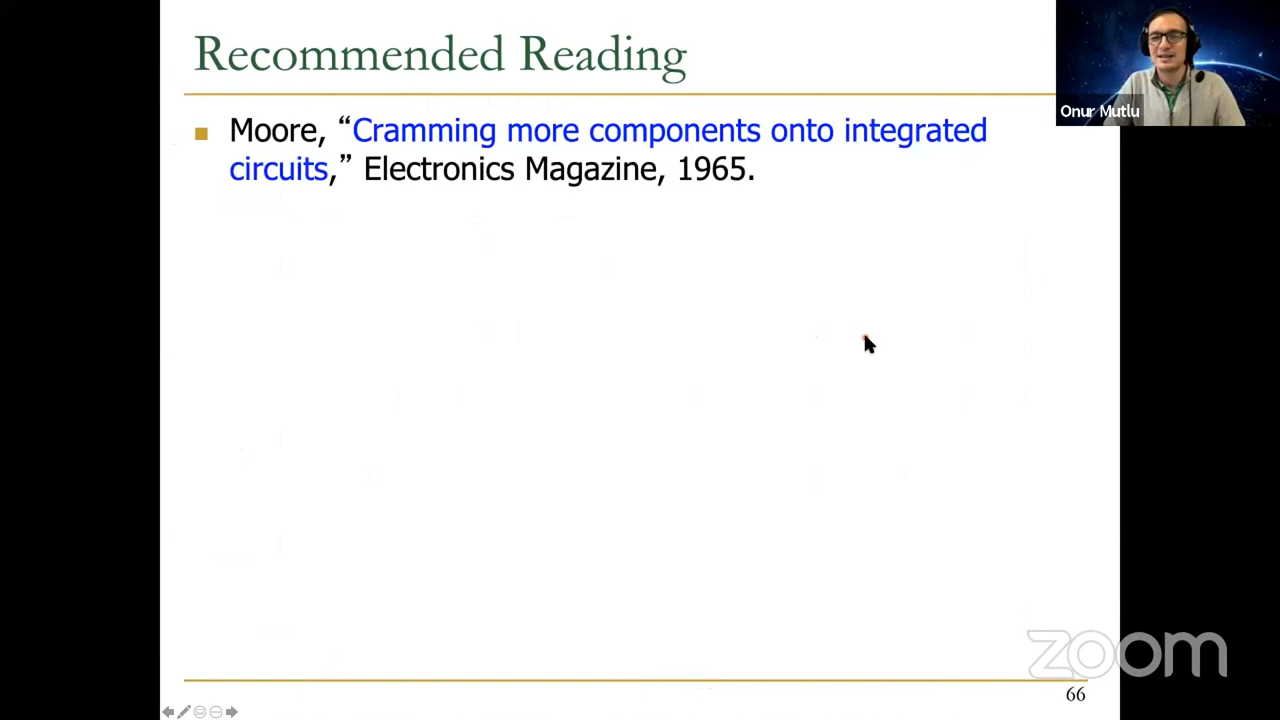 Recommended Reading
Onur Mutlu
■ Moore, “Cramming more components onto integrated
circuits,” Electronics Magazine, 1965.
zoom
66